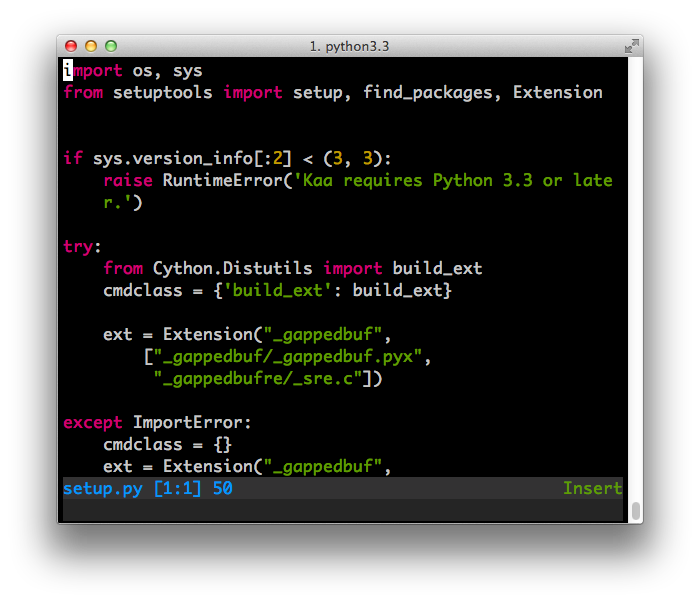 1. python3.3
import os, sys
from setuptools import setup, find_packages, Extension
if sys.version_info[:2] < (3, 3):
    raise RuntimeError('Kaa requires Python 3.3 or late
    r.')
try:
    from Cython.Distutils import build_ext
    cmdclass = {'build_ext': build_ext}
    ext = Extension("_gappedbuf",
        ["_gappedbuf/_gappedbuf.pyx",
         "_gappedbufre/_sre.c"])
except ImportError:
    cmdclass = {}
    ext = Extension("_gappedbuf",
setup.py [1:1] 50 Insert